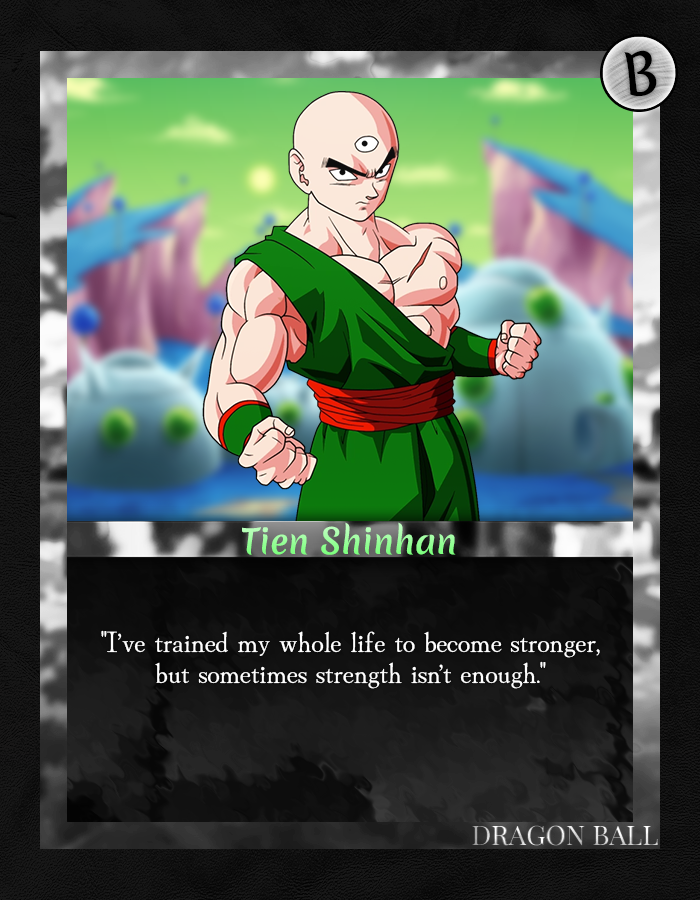 B
Tien Shinhan
"I've trained my whole life to become stronger,
but sometimes strength isn't enough."
DRAGON BALL